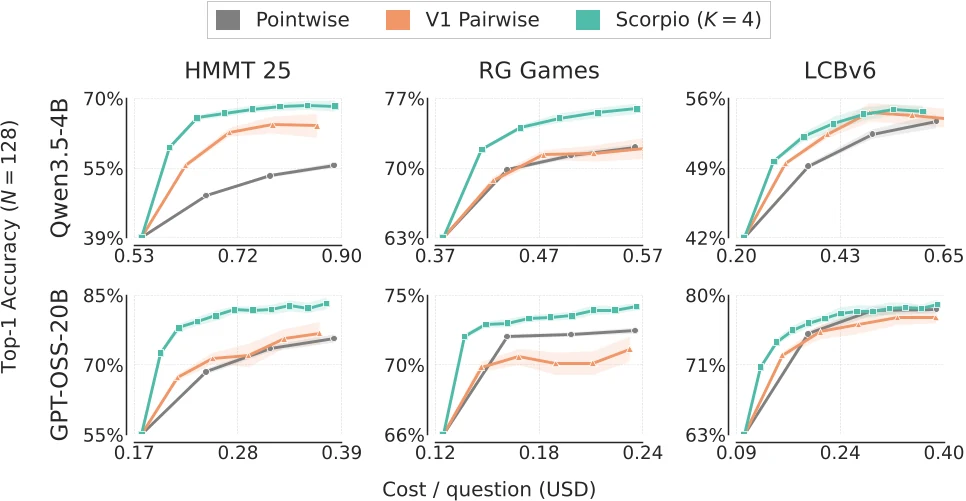 Pointwise V1 Pairwise Scorpio (K = 4)
HMMT 25 RG Games LCBv6
Top-1 Accuracy (N = 128)
Qwen3.5-4B
70% 77% 56%
55% 70% 49%
39% 63% 42%
0.53 0.72 0.90 0.37 0.47 0.57 0.20 0.43 0.65
GPT-OSS-20B
85% 75% 80%
70% 70% 71%
55% 66% 63%
0.17 0.28 0.39 0.12 0.18 0.24 0.09 0.24 0.40
Cost / question (USD)